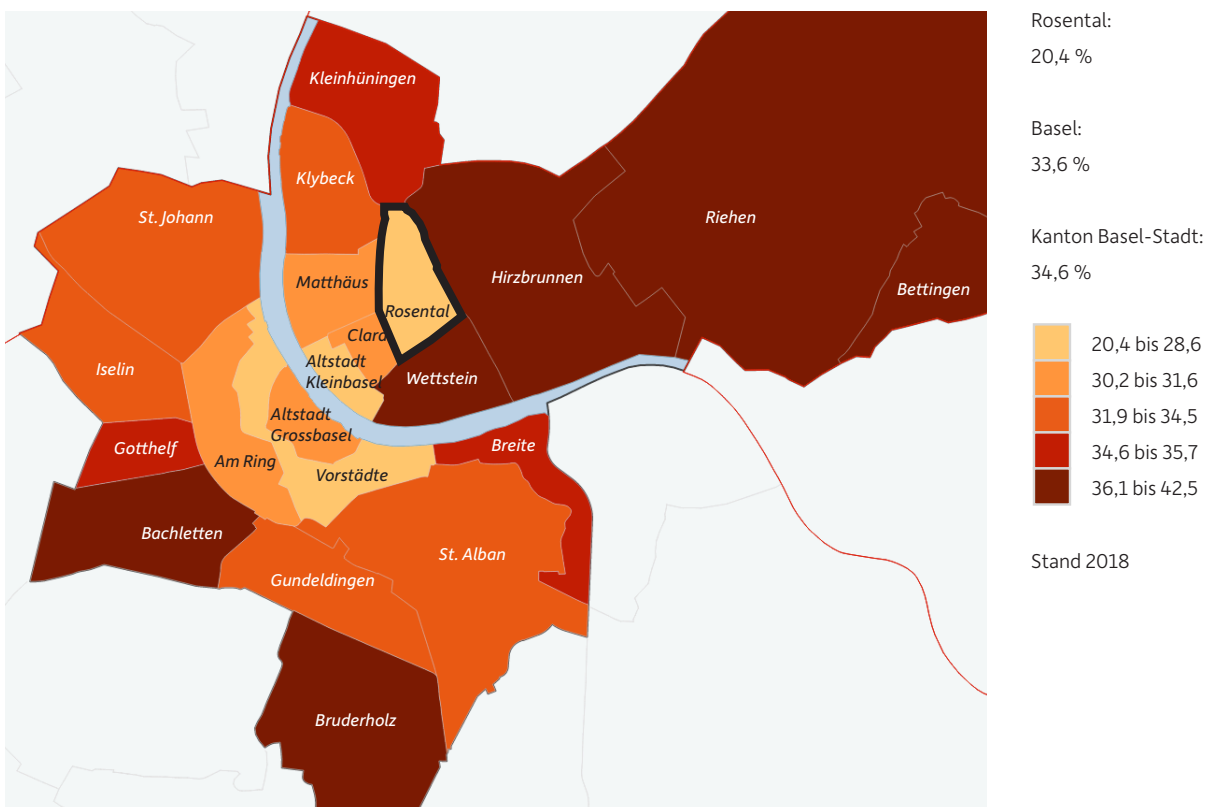 Kleinhüningen
Klybeck
St. Johann
Riehen
Hirzbrunnen
Matthäus
Bettingen
Rosental
Clara
Altstadt
Kleinbasel
Iselin
Wettstein
Altstadt
Grossbasel
Gotthelf
Breite
Am Ring
Vorstädte
Bachletten
St. Alban
Gundeldingen
Bruderholz
Rosental:
20,4 %
Basel:
33,6 %
Kanton Basel-Stadt:
34,6 %
20,4 bis 28,6
30,2 bis 31,6
31,9 bis 34,5
34,6 bis 35,7
36,1 bis 42,5
Stand 2018